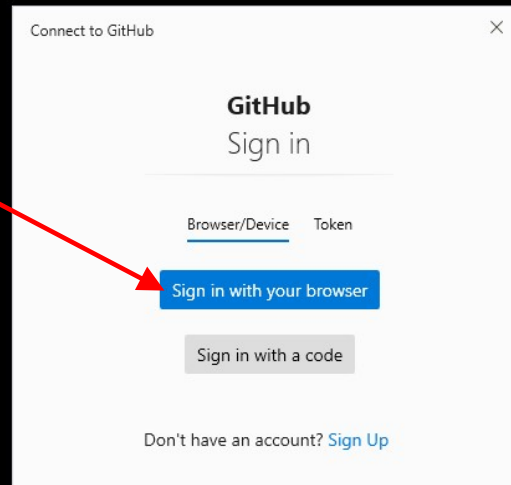 Connect to GitHub
GitHub
Sign in
Browser/Device Token
Sign in with your browser
Sign in with a code
Don't have an account? Sign Up